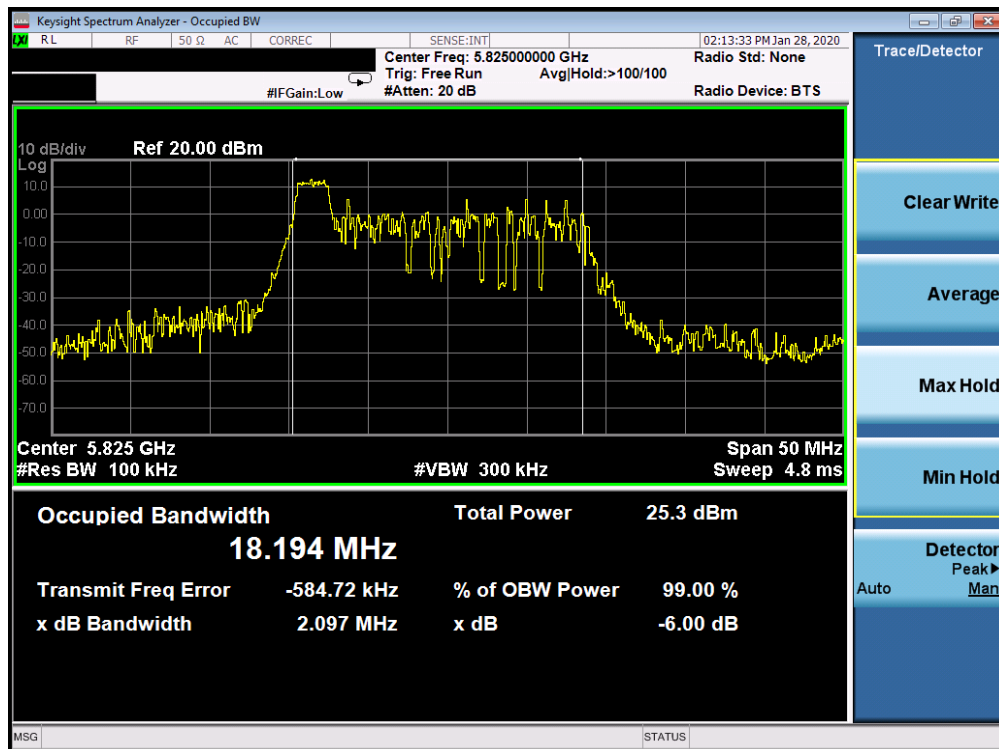 Keysight Spectrum Analyzer - Occupied BW
LXI RL RF 50 Ω AC CORREC SENSE:INT 02:13:33 PM Jan 28, 2020
Center Freq: 5.825000000 GHz Radio Std: None
Trig: Free Run Avg|Hold:>100/100
#IFGain:Low #Atten: 20 dB Radio Device: BTS
10 dB/div Ref 20.00 dBm
Log
10.0
0.00
-10.0
-20.0
-30.0
-40.0
-50.0
-60.0
-70.0
Center 5.825 GHz Span 50 MHz
#Res BW 100 kHz #VBW 300 kHz Sweep 4.8 ms
Occupied Bandwidth Total Power 25.3 dBm
18.194 MHz
Transmit Freq Error -584.72 kHz % of OBW Power 99.00 %
x dB Bandwidth 2.097 MHz x dB -6.00 dB
Trace/Detector
Clear Write
Average
Max Hold
Min Hold
Detector
Peak▶
Auto Man
MSG STATUS